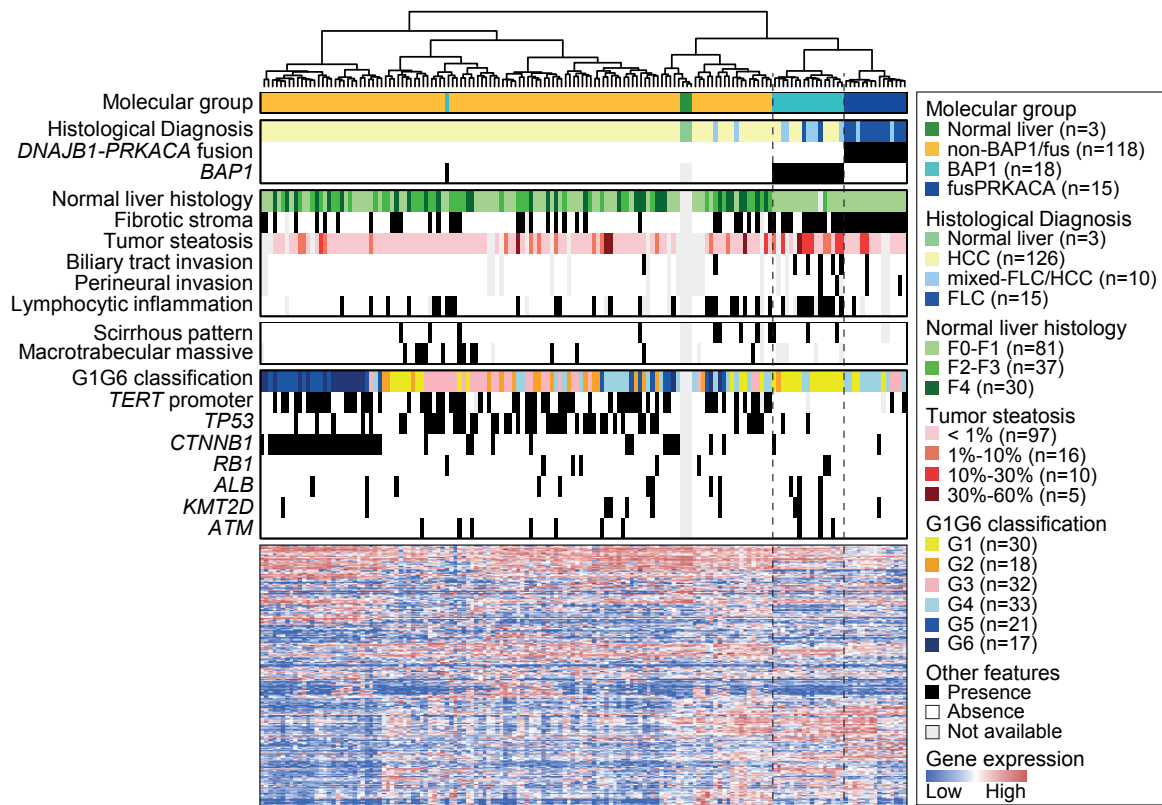 Molecular group
Histological Diagnosis
DNAJB1-PRKACA fusion
BAP1
Normal liver histology
Fibrotic stroma
Tumor steatosis
Biliary tract invasion
Perineural invasion
Lymphocytic inflammation
Scirrhous pattern
Macrotrabecular massive
G1G6 classification
TERT promoter
TP53
CTNNB1
RB1
ALB
KMT2D
ATM
Molecular group
Normal liver (n=3)
non-BAP1/fus (n=118)
BAP1 (n=18)
fusPRKACA (n=15)
Histological Diagnosis
Normal liver (n=3)
HCC (n=126)
mixed-FLC/HCC (n=10)
FLC (n=15)
Normal liver histology
F0-F1 (n=81)
F2-F3 (n=37)
F4 (n=30)
Tumor steatosis
< 1% (n=97)
1%-10% (n=16)
10%-30% (n=10)
30%-60% (n=5)
G1G6 classification
G1 (n=30)
G2 (n=18)
G3 (n=32)
G4 (n=33)
G5 (n=21)
G6 (n=17)
Other features
Presence
Absence
Not available
Gene expression
Low High